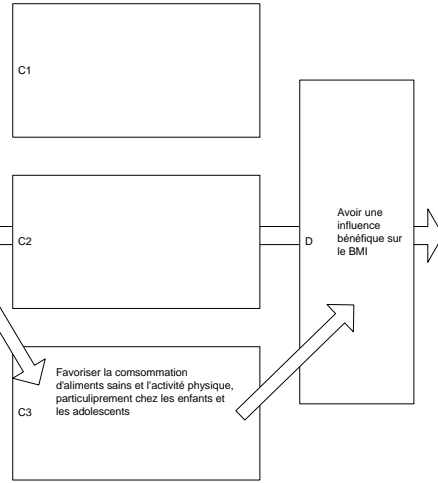 C1
C2
D
Avoir une
influence
bénéfique sur
le BMI
Favoriser la comsommation
d'aliments sains et l'activité physique,
particuliprement chez les enfants et
les adolescents
C3